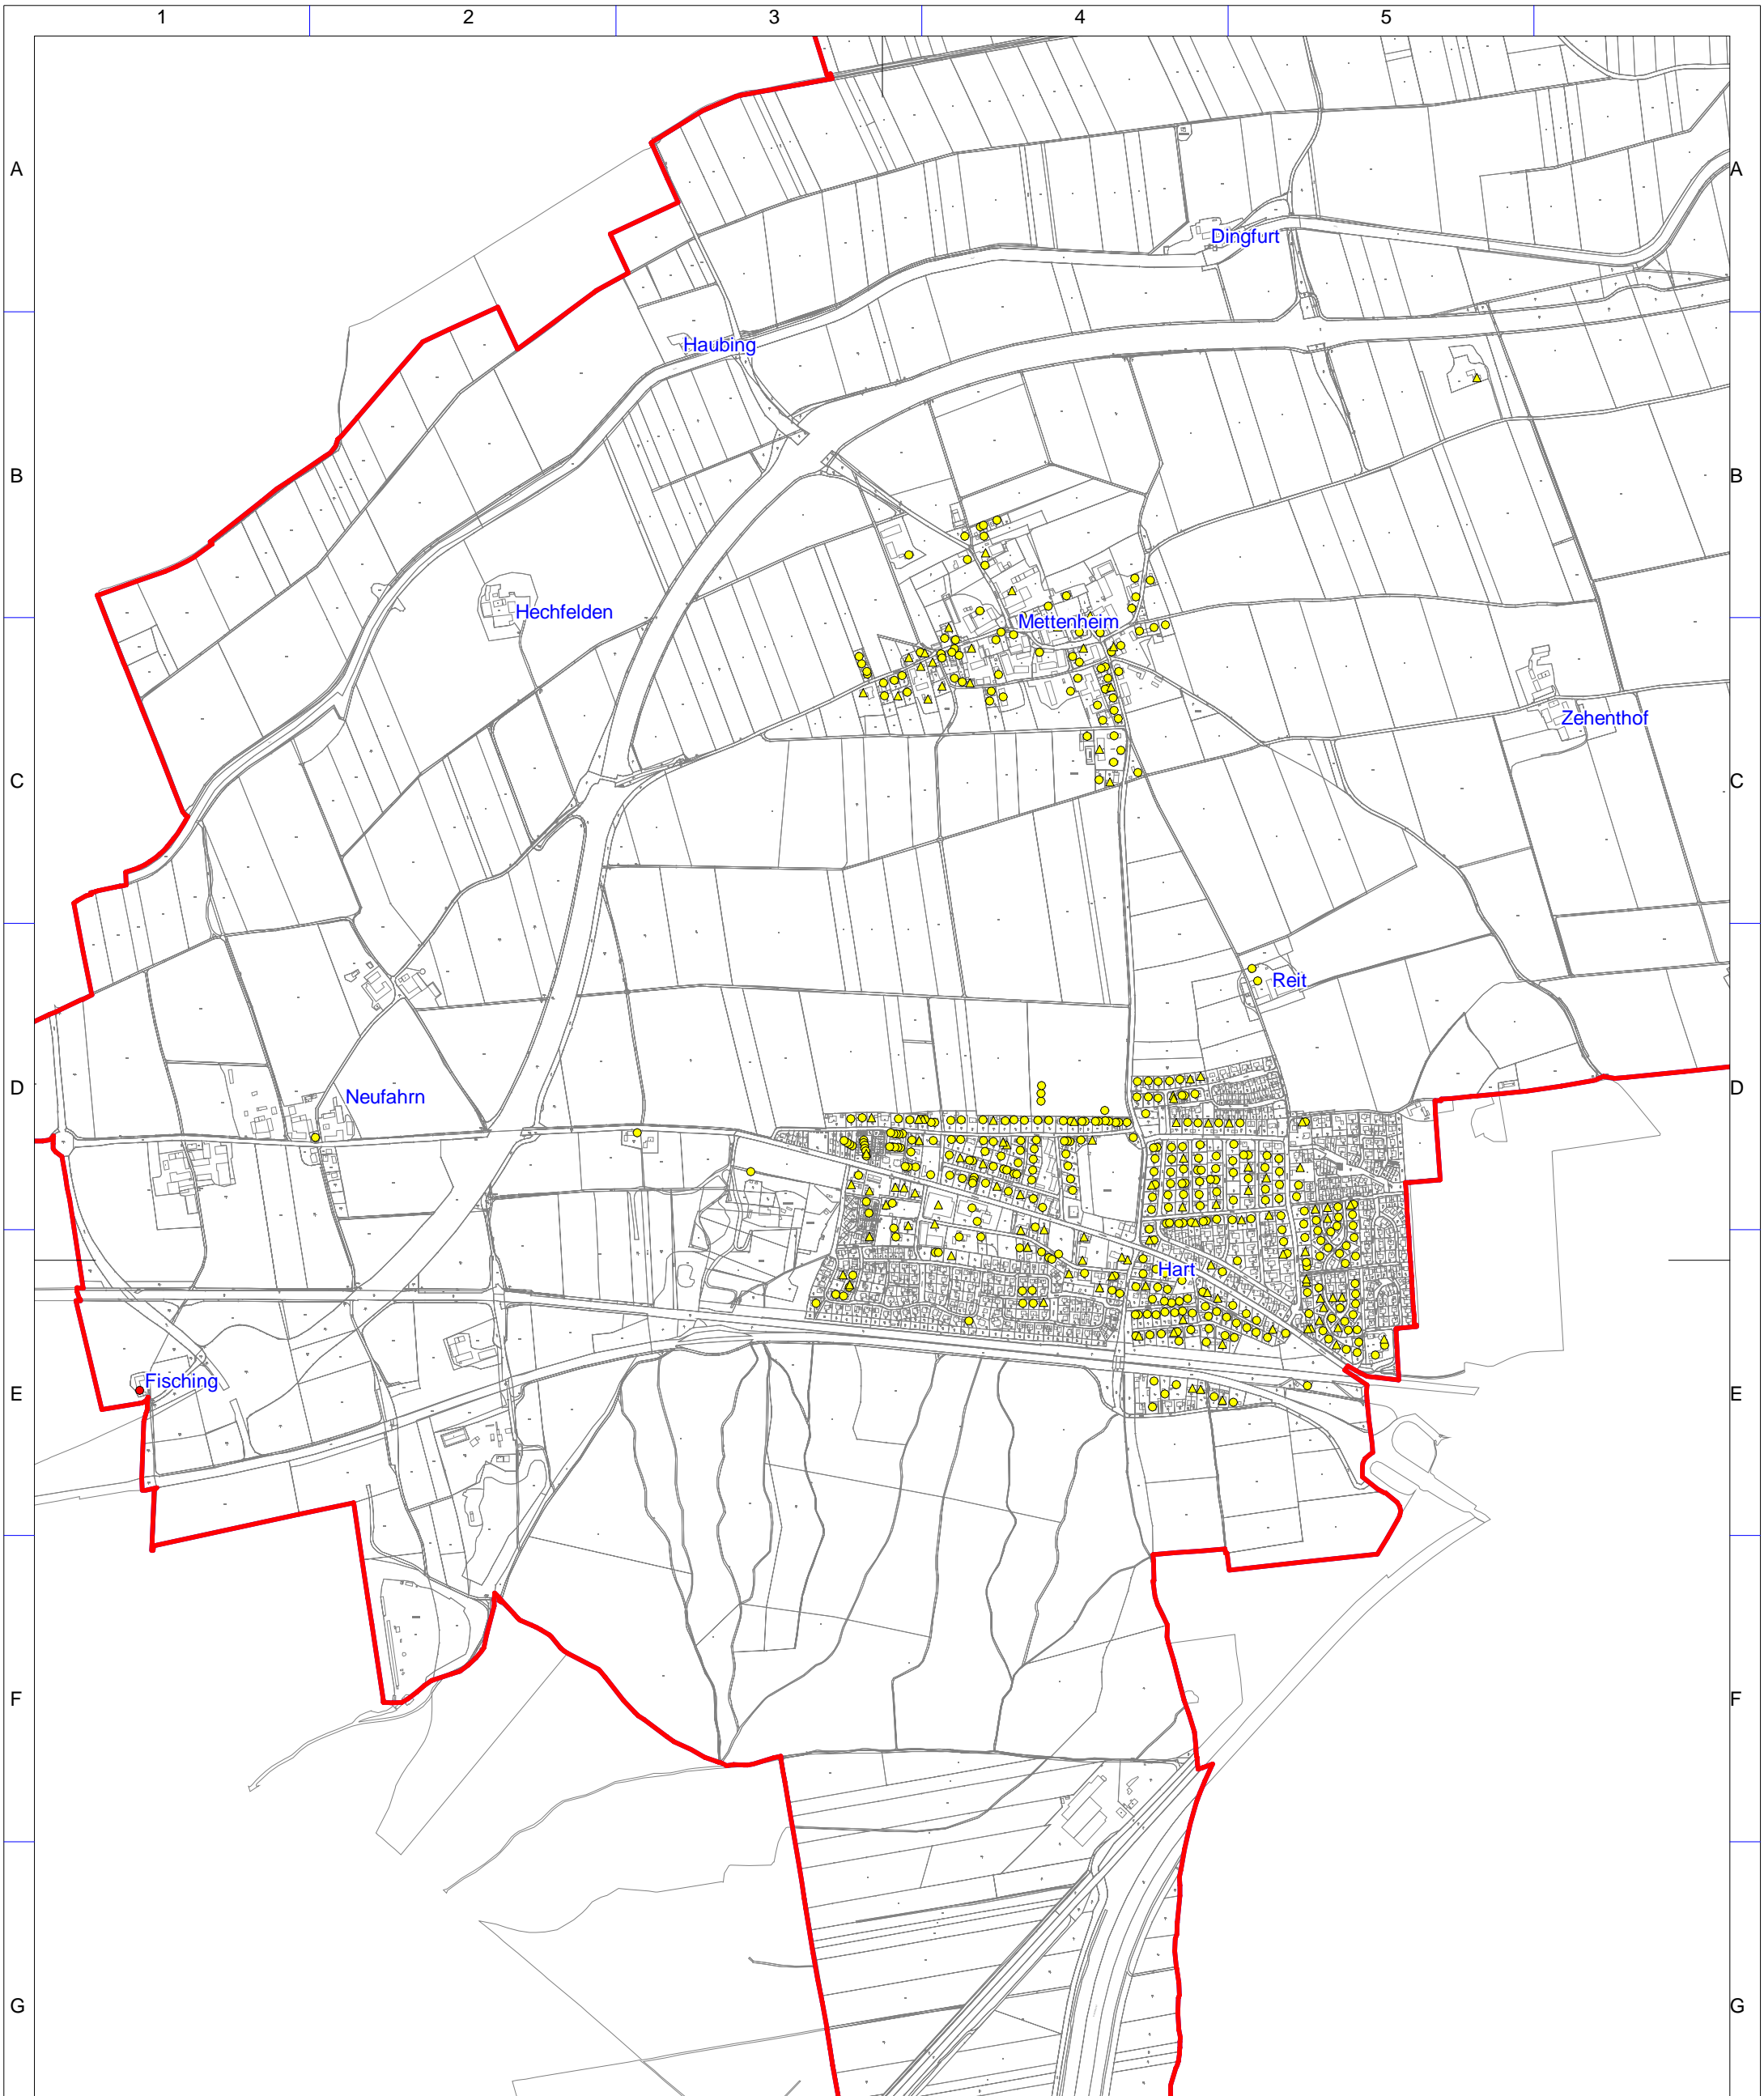 1 2 3 4 5
A A
Dingfurt
Haubing
B B
Hechfelden
Mettenheim
Zehenthof
C C
Reit
D D
Neufahrn
Hart
Fisching
E E
F F
G G